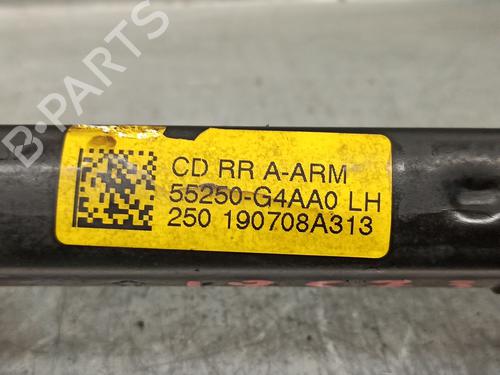 B-PARTS
CD RR A-ARM
55250-G4AA0 LH
250 190708A313